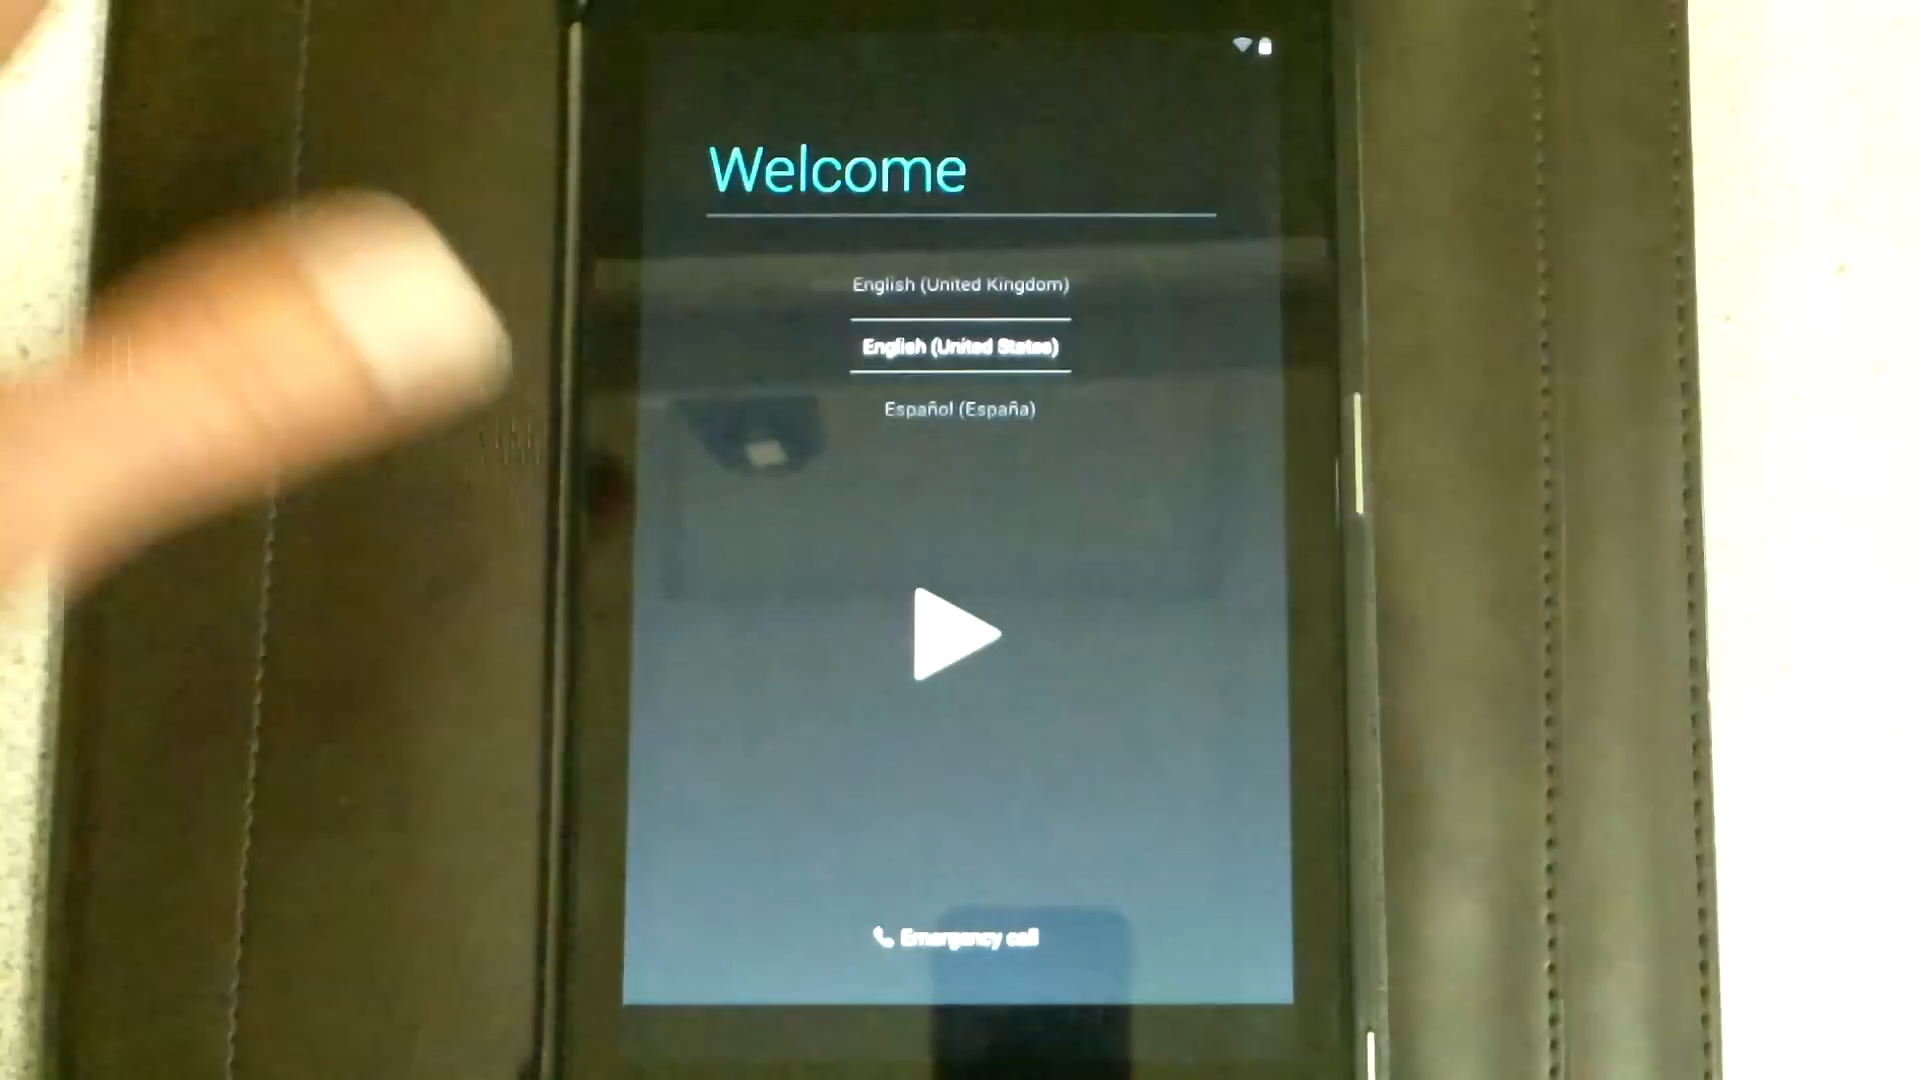 Welcome
English (United Kingdom)
English (United States)
Español (España)
Emergency call